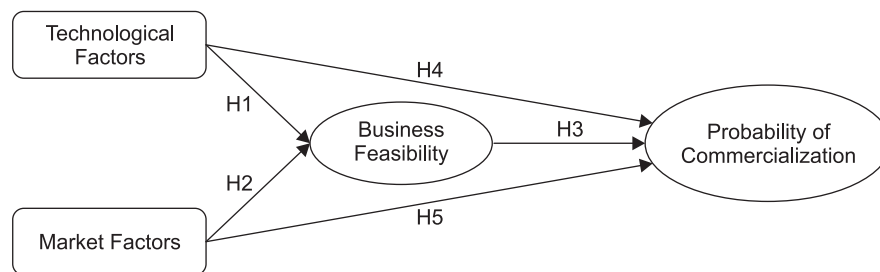 Technological
Factors
H4
H1
Business
Feasibility
H3
Probability of
Commercialization
H2
Market Factors
H5